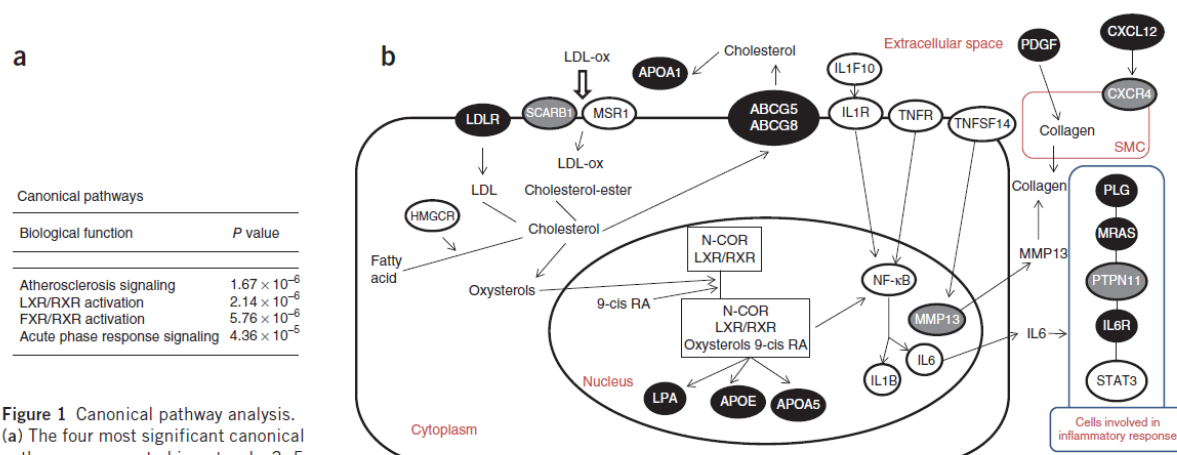 a
Canonical pathways
Biological function P value
Atherosclerosis signaling 1.67 × 10⁻⁶
LXR/RXR activation 2.14 × 10⁻⁶
FXR/RXR activation 5.76 × 10⁻⁶
Acute phase response signaling 4.36 × 10⁻⁵
Figure 1 Canonical pathway analysis.
(a) The four most significant canonical
b
LDL-ox
APOA1
Cholesterol
Extracellular space
PDGF
CXCL12
IL1F10
CXCR4
LDLR
SCARB1
MSR1
ABCG5
ABCG8
IL1R
TNFR
TNFSF14
Collagen
SMC
LDL-ox
LDL
Cholesterol-ester
Collagen
PLG
HMGCR
Cholesterol
N-COR
LXR/RXR
MRAS
Fatty
acid
MMP13
Oxysterols
9-cis RA
NF-κB
PTPN11
N-COR
LXR/RXR
Oxysterols 9-cis RA
MMP13
IL6
IL6R
IL6
Nucleus
IL1B
STAT3
LPA
APOE
APOA5
Cytoplasm
Cells involved in
inflammatory response